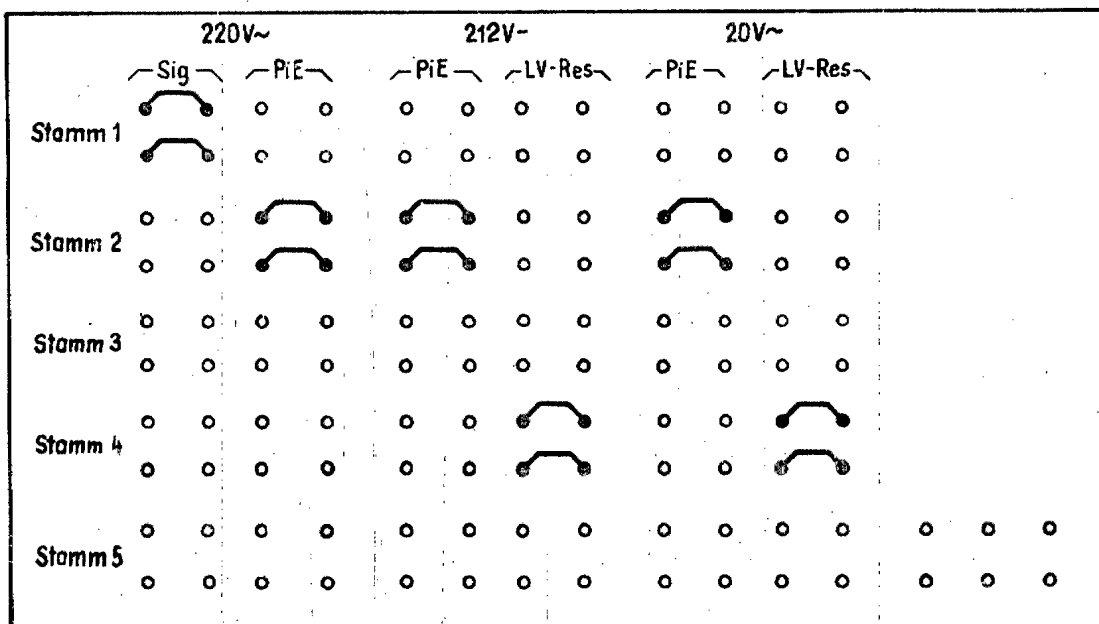 220V~ 212V- 20V~
Sig PiE PiE LV-Res PiE LV-Res
Stamm 1
Stamm 2
Stamm 3
Stamm 4
Stamm 5